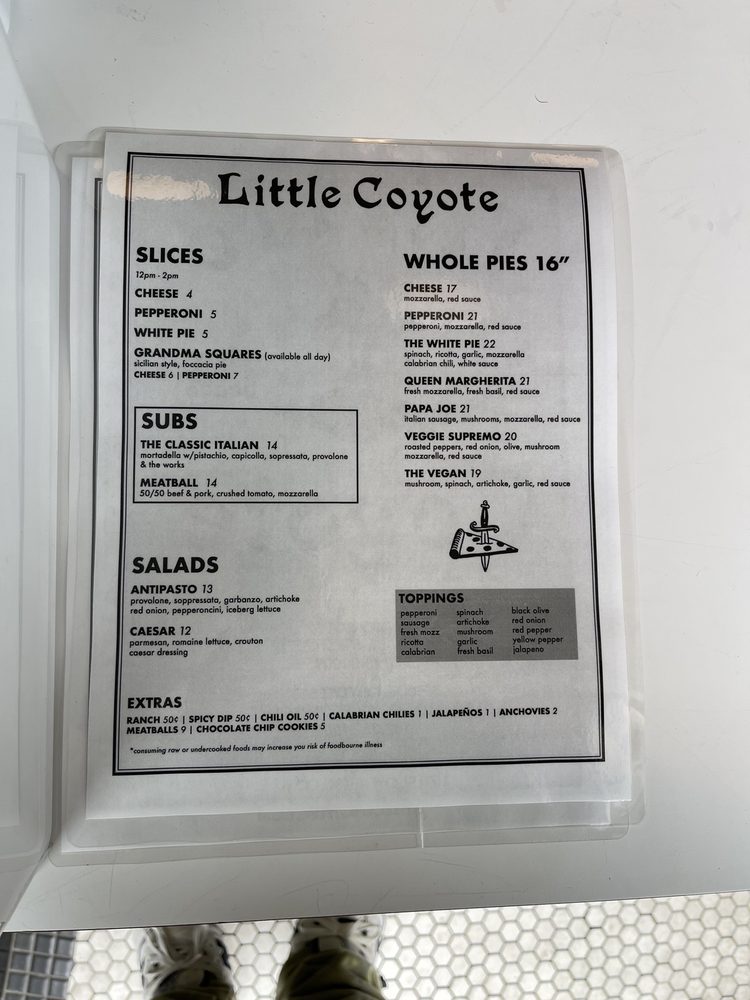 Little Coyote
SLICES
12pm - 2pm
CHEESE 4
PEPPERONI 5
WHITE PIE 5
GRANDMA SQUARES (available all day)
sicilian style, foccacia pie
CHEESE 6 | PEPPERONI 7
SUBS
THE CLASSIC ITALIAN 14
mortadella w/pistachio, capicolla, sopressata, provolone
& the works
MEATBALL 14
50/50 beef & pork, crushed tomato, mozzarella
SALADS
ANTIPASTO 13
provolone, soppressata, garbanzo, artichoke
red onion, pepperoncini, iceberg lettuce
CAESAR 12
parmesan, romaine lettuce, crouton
caesar dressing
WHOLE PIES 16"
CHEESE 17
mozzarella, red sauce
PEPPERONI 21
pepperoni, mozzarella, red sauce
THE WHITE PIE 22
spinach, ricotta, garlic, mozzarella
calabrian chili, white sauce
QUEEN MARGHERITA 21
fresh mozzarella, fresh basil, red sauce
PAPA JOE 21
italian sausage, mushrooms, mozzarella, red sauce
VEGGIE SUPREMO 20
roasted peppers, red onion, olive, mushroom
mozzarella, red sauce
THE VEGAN 19
mushroom, spinach, artichoke, garlic, red sauce
TOPPINGS
pepperoni
sausage
fresh mozz
ricotta
calabrian
spinach
artichoke
mushroom
garlic
fresh basil
black olive
red onion
red pepper
yellow pepper
jalapeno
EXTRAS
RANCH 50¢ | SPICY DIP 50¢ | CHILI OIL 50¢ | CALABRIAN CHILIES 1 | JALAPEÑOS 1 | ANCHOVIES 2
MEATBALLS 9 | CHOCOLATE CHIP COOKIES 5
*consuming raw or undercooked foods may increase you risk of foodbourne illness